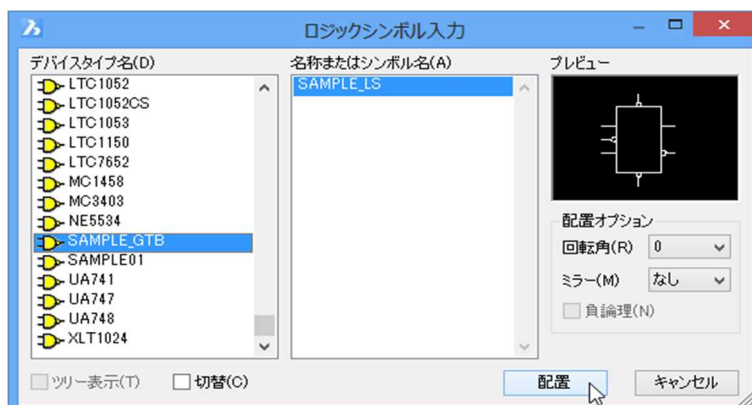 ロジックシンボル入力
デバイスタイプ名(D)
LTC1052
LTC1052CS
LTC1053
LTC1150
LTC7652
MC1458
MC3403
NE5534
SAMPLE_GTB
SAMPLE01
UA741
UA747
UA748
XLT1024
名称またはシンボル名(A)
SAMPLE_LS
プレビュー
配置オプション
回転角(R) 0
ミラー(M) なし
負論理(N)
ツリー表示(T) 切替(C)
配置 キャンセル